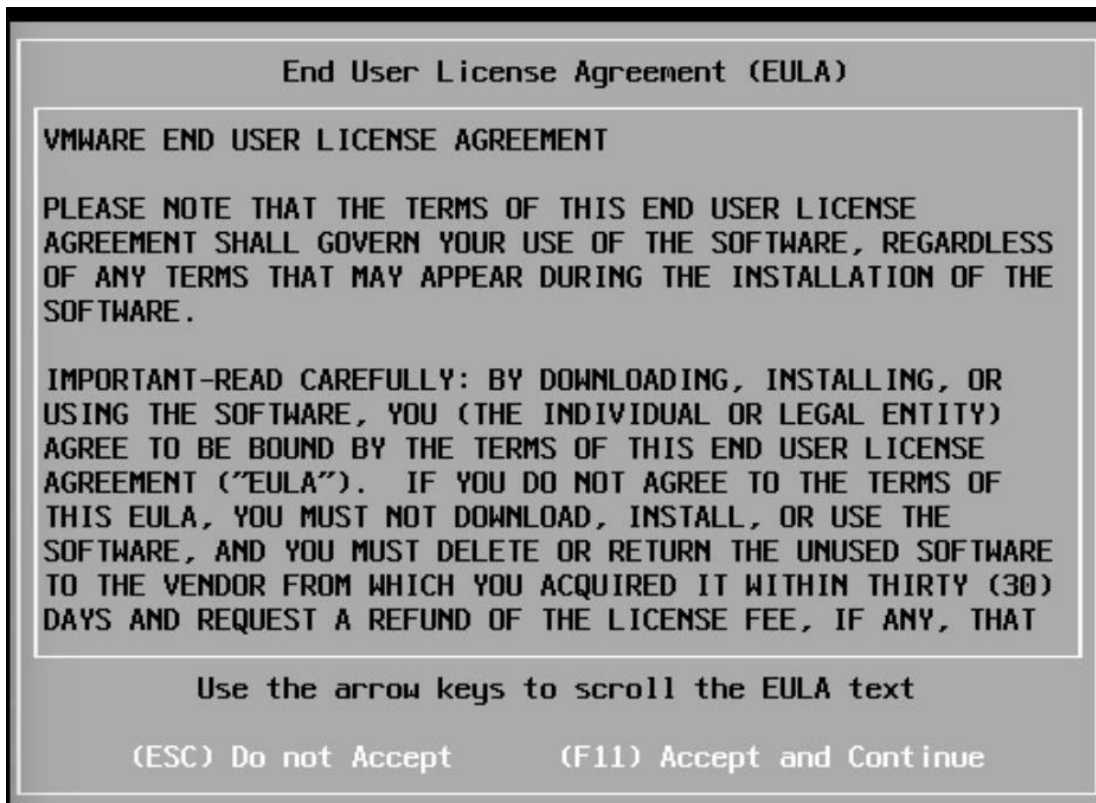 End User License Agreement (EULA)
VMWARE END USER LICENSE AGREEMENT
PLEASE NOTE THAT THE TERMS OF THIS END USER LICENSE
AGREEMENT SHALL GOVERN YOUR USE OF THE SOFTWARE, REGARDLESS
OF ANY TERMS THAT MAY APPEAR DURING THE INSTALLATION OF THE
SOFTWARE.
IMPORTANT-READ CAREFULLY: BY DOWNLOADING, INSTALLING, OR
USING THE SOFTWARE, YOU (THE INDIVIDUAL OR LEGAL ENTITY)
AGREE TO BE BOUND BY THE TERMS OF THIS END USER LICENSE
AGREEMENT ("EULA").  IF YOU DO NOT AGREE TO THE TERMS OF
THIS EULA, YOU MUST NOT DOWNLOAD, INSTALL, OR USE THE
SOFTWARE, AND YOU MUST DELETE OR RETURN THE UNUSED SOFTWARE
TO THE VENDOR FROM WHICH YOU ACQUIRED IT WITHIN THIRTY (30)
DAYS AND REQUEST A REFUND OF THE LICENSE FEE, IF ANY, THAT
Use the arrow keys to scroll the EULA text
(ESC) Do not Accept (F11) Accept and Continue